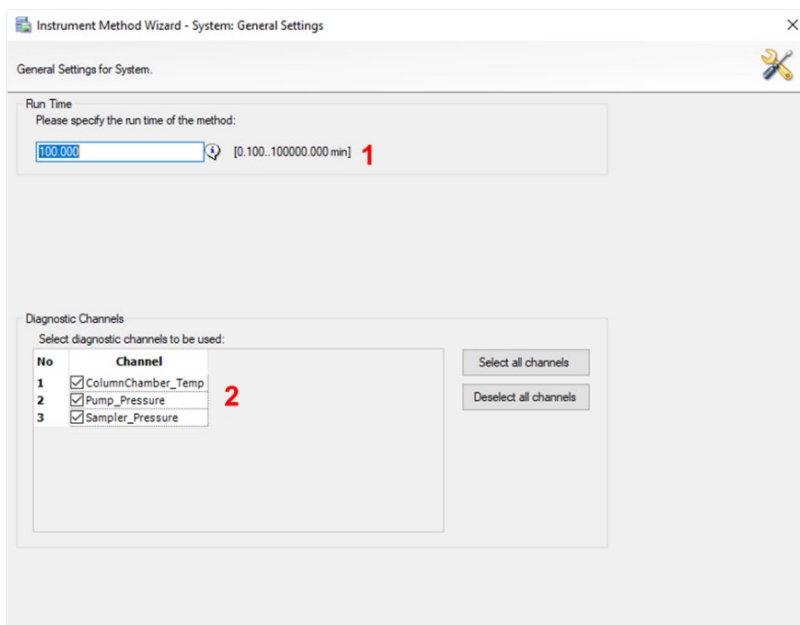 Instrument Method Wizard - System: General Settings
General Settings for System.
Run Time
Please specify the run time of the method:
100.000 [0.100..100000.000 min] 1
Diagnostic Channels
Select diagnostic channels to be used:
No Channel
1 ColumnChamber_Temp
2 Pump_Pressure
3 Sampler_Pressure
2
Select all channels
Deselect all channels